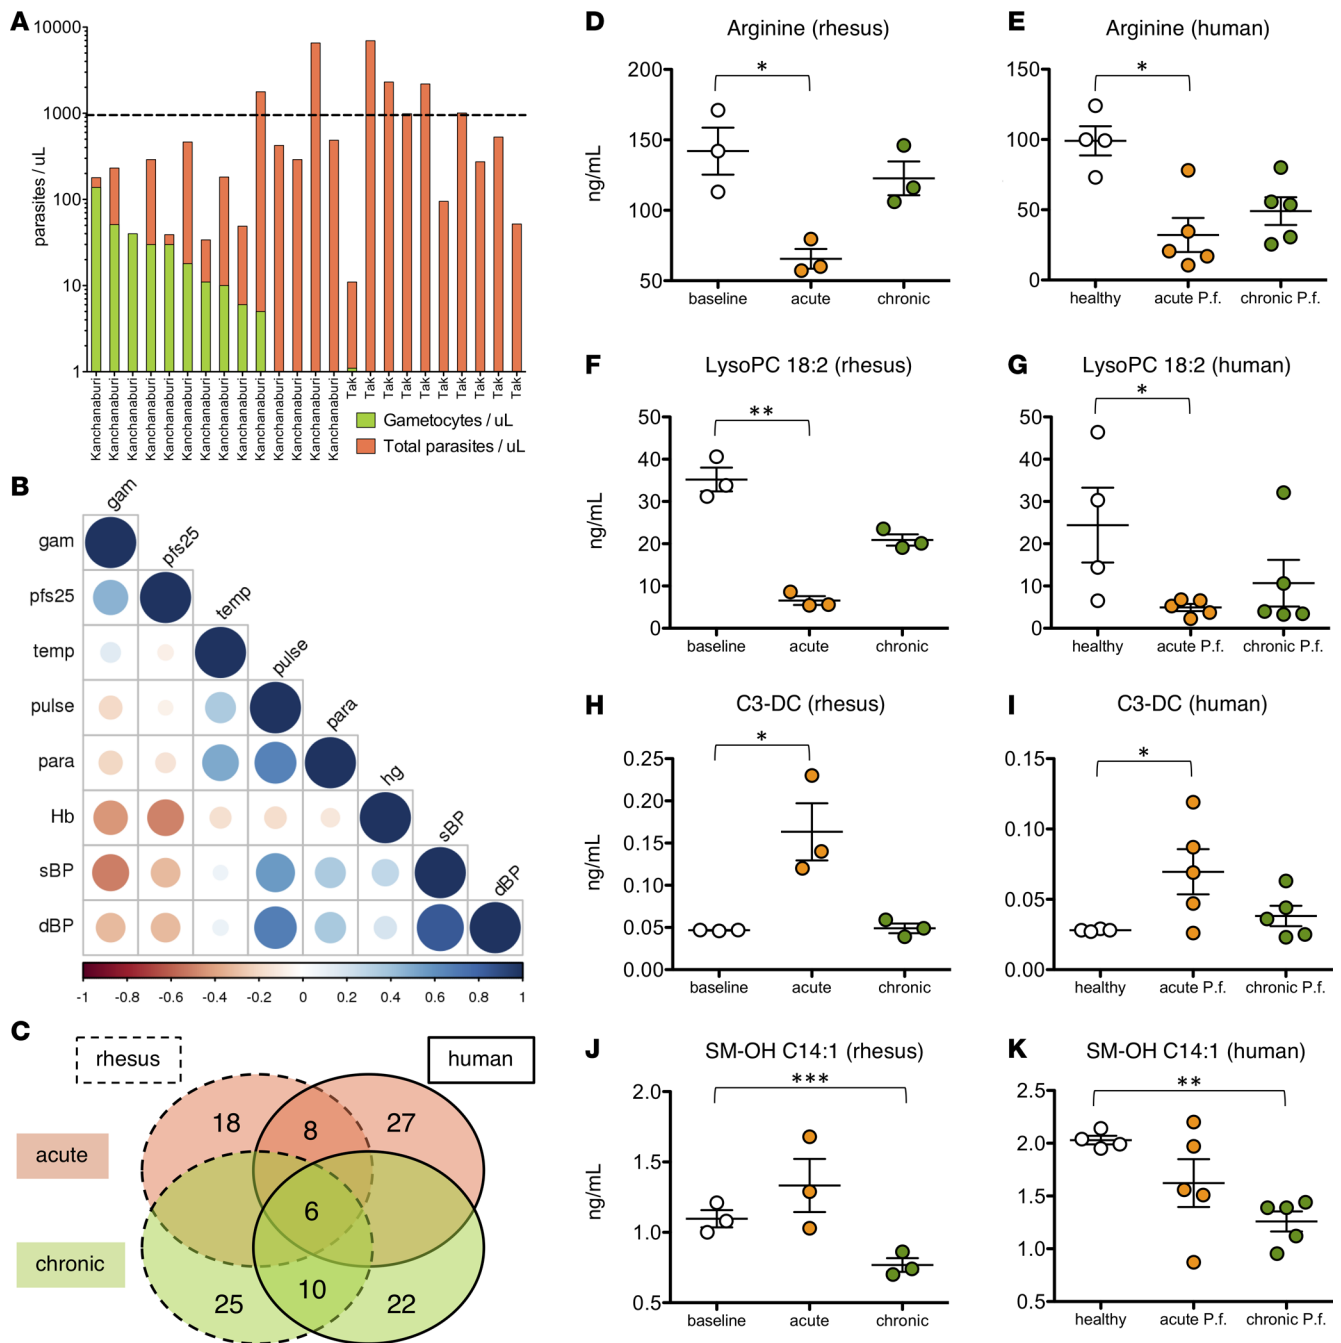 A
10000
1000
100
10
1
parasites / uL
Kanchanaburi
Kanchanaburi
Kanchanaburi
Kanchanaburi
Kanchanaburi
Kanchanaburi
Kanchanaburi
Kanchanaburi
Kanchanaburi
Kanchanaburi
Kanchanaburi
Kanchanaburi
Kanchanaburi
Kanchanaburi
Tak
Tak
Tak
Tak
Tak
Tak
Tak
Tak
Tak
Tak
Gametocytes / uL
Total parasites / uL
B
gam
pfs25
temp
pulse
para
hg
sBP
dBP
gam
pfs25
temp
pulse
para
Hb
sBP
dBP
-1 -0.8 -0.6 -0.4 -0.2 0 0.2 0.4 0.6 0.8 1
C
rhesus
human
acute
chronic
18
8
27
6
25
10
22
D
Arginine (rhesus)
200
150
100
50
ng/mL
*
baseline acute chronic
E
Arginine (human)
150
100
50
0
*
healthy acute P.f. chronic P.f.
F
LysoPC 18:2 (rhesus)
50
40
30
20
10
0
ng/mL
**
baseline acute chronic
G
LysoPC 18:2 (human)
50
40
30
20
10
0
*
healthy acute P.f. chronic P.f.
H
C3-DC (rhesus)
0.25
0.20
0.15
0.10
0.05
0.00
ng/mL
*
baseline acute chronic
I
C3-DC (human)
0.15
0.10
0.05
0.00
*
healthy acute P.f. chronic P.f.
J
SM-OH C14:1 (rhesus)
2.0
1.5
1.0
0.5
ng/mL
***
baseline acute chronic
K
SM-OH C14:1 (human)
2.5
2.0
1.5
1.0
0.5
**
healthy acute P.f. chronic P.f.